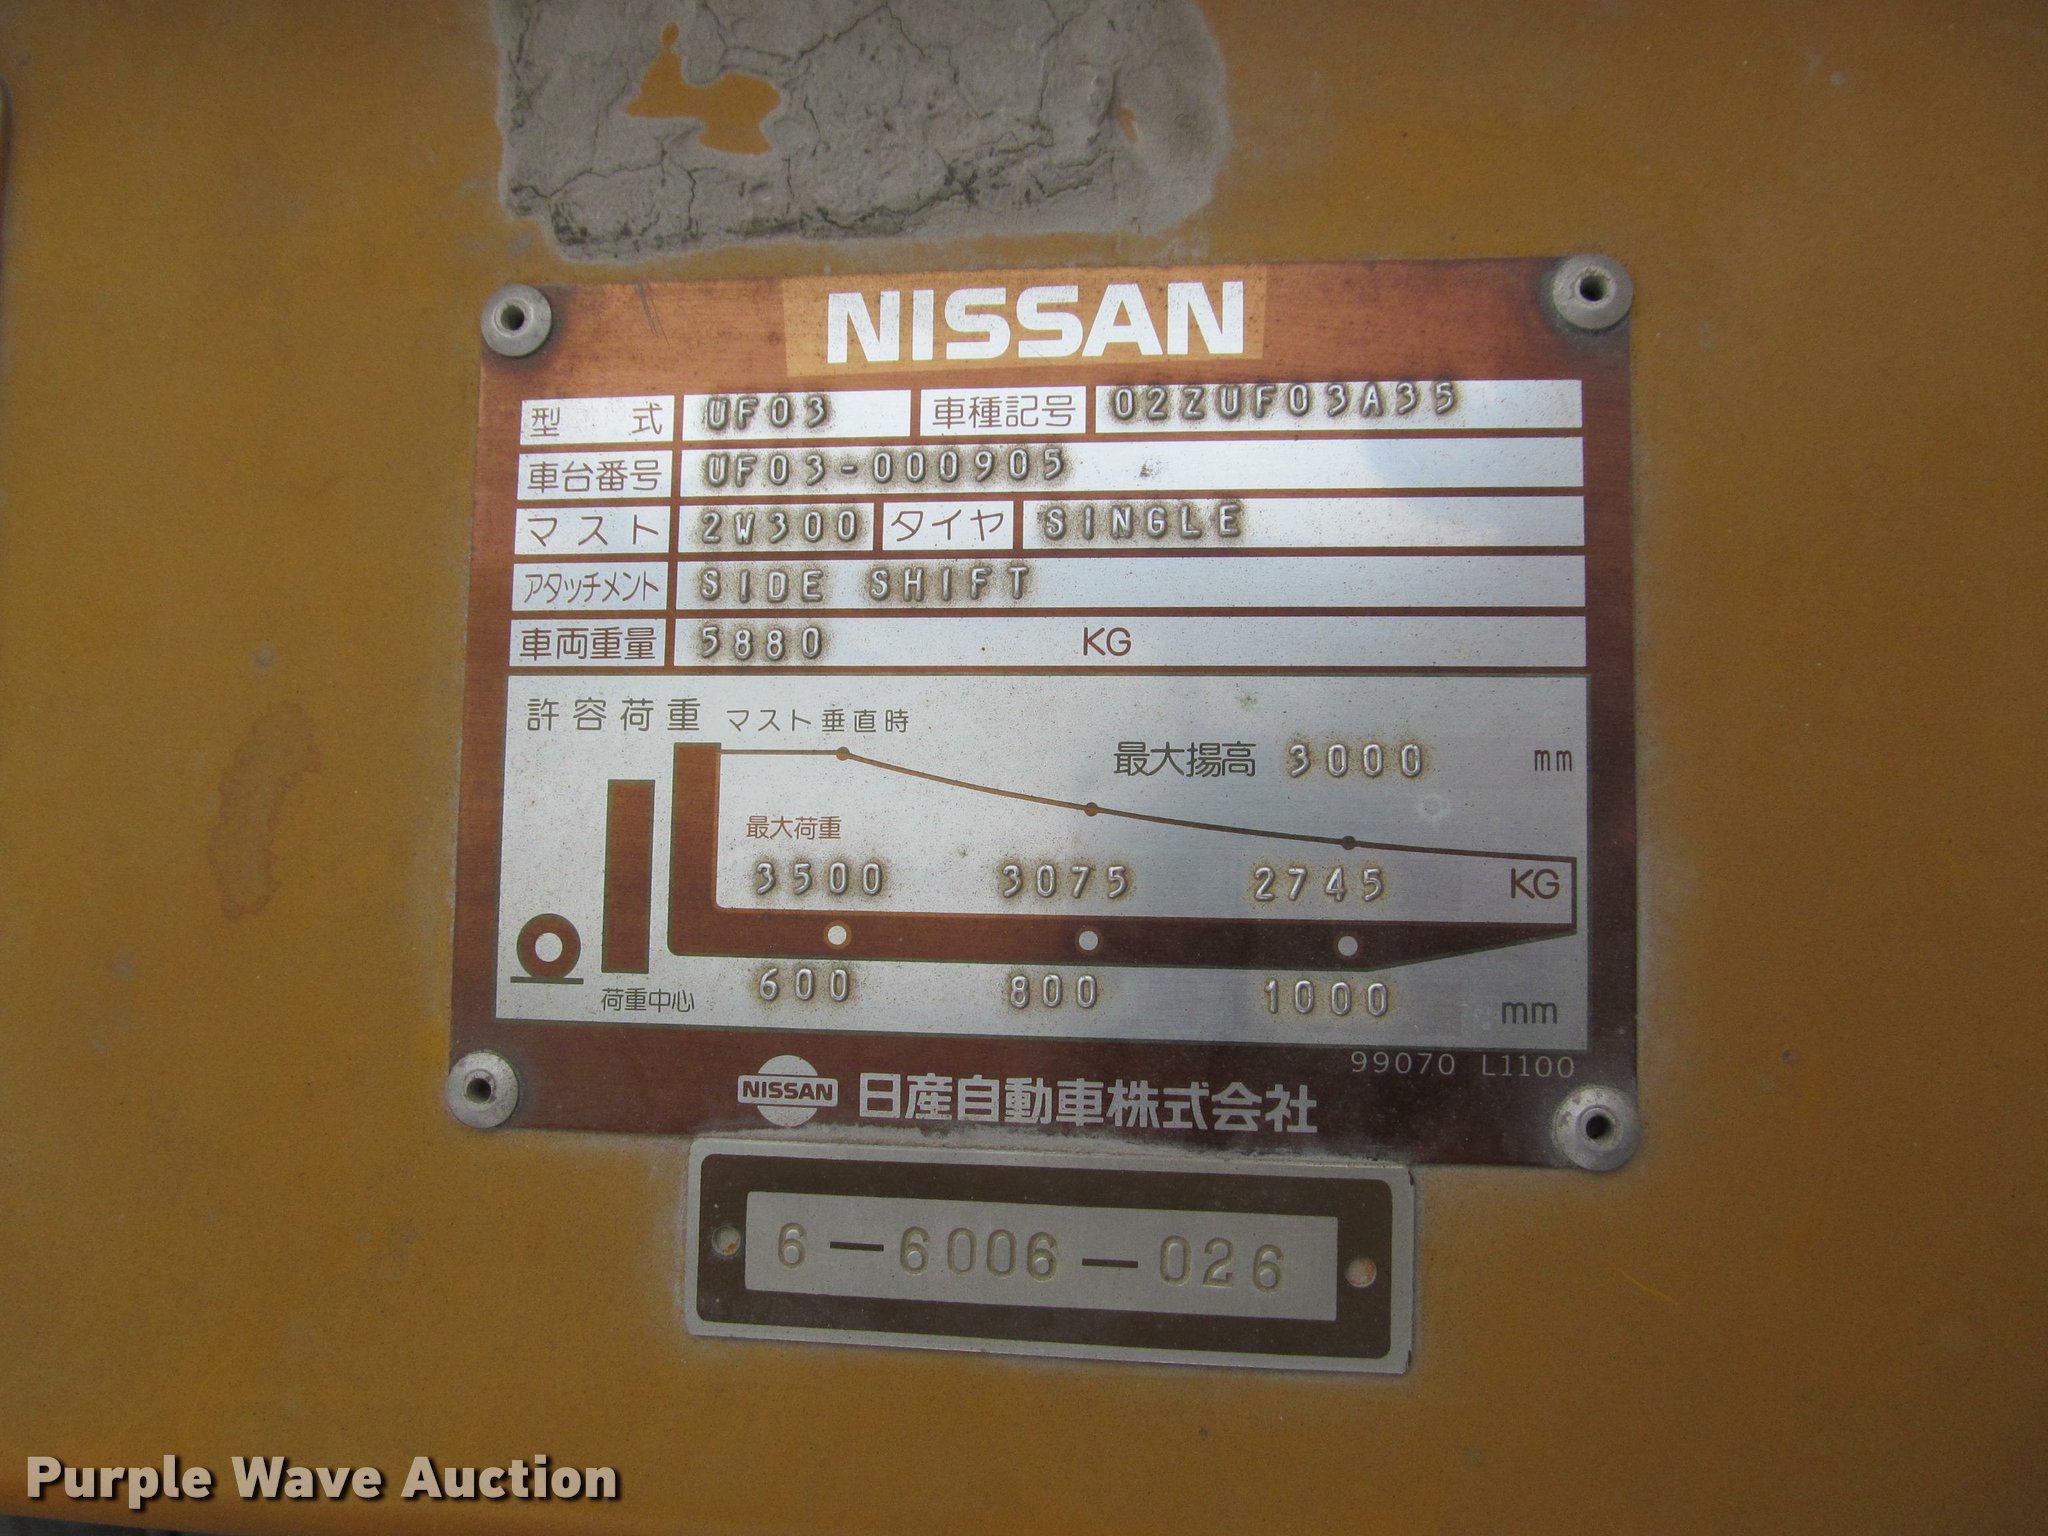 NISSAN
型式 UF03 車種記号 02ZUF03A35
車台番号 UF03-000905
マスト 2W300 タイヤ SINGLE
アタッチメント SIDE SHIFT
車両重量 5880 KG
許容荷重 マスト垂直時
最大揚高 3000 mm
最大荷重
3500 3075 2745 KG
600 800 1000 mm
荷重中心
99070 L1100
NISSAN 日産自動車株式会社
6-6006-026
Purple Wave Auction